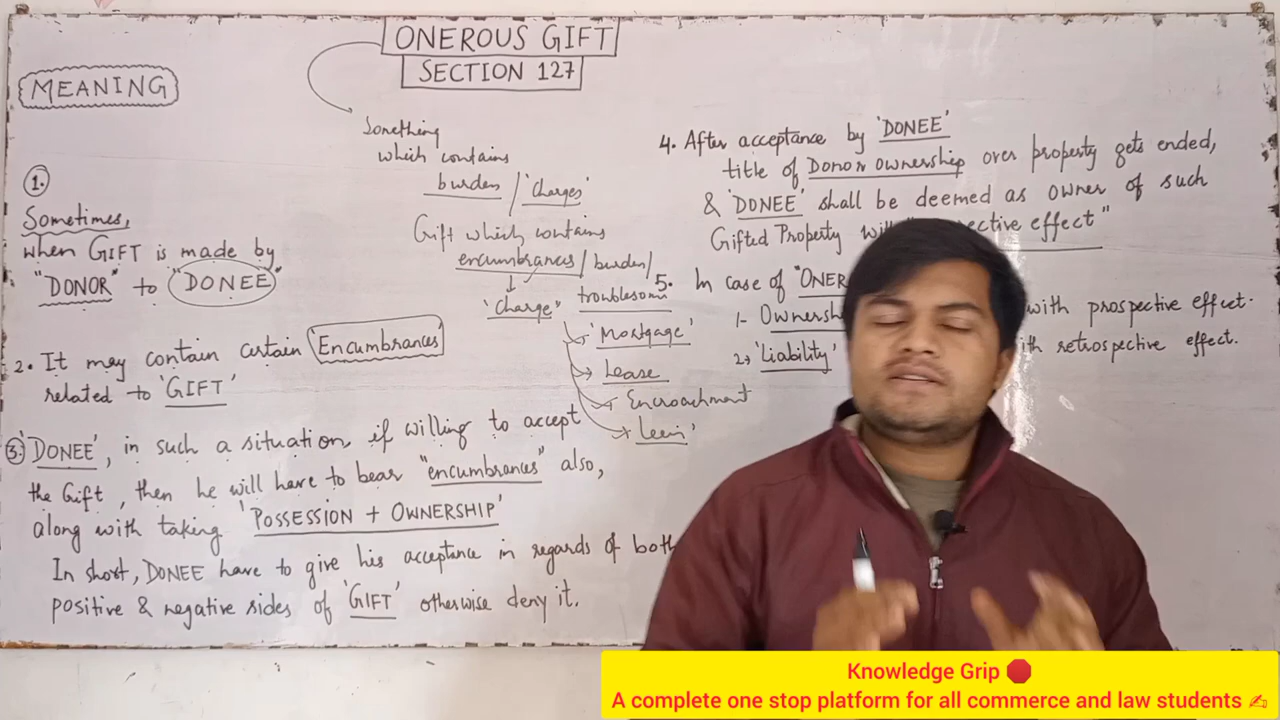 ONEROUS GIFT
SECTION 127
MEANING
Something
which contains
burden / 'Charges'
Gift which contains
encumbrances / burden /
troublesome
'Charge'
'Mortgage'
Lease
Encroachment
'Leein'
1.
Sometimes,
when GIFT is made by
"DONOR" to "DONEE"
2. It may contain certain 'Encumbrances'
related to 'GIFT'
3. 'DONEE', in such a situation, if willing to accept
the Gift, then he will have to bear "encumbrances" also,
along with taking 'POSSESSION + OWNERSHIP'
In short, DONEE have to give his acceptance in regards of both
positive & negative sides of 'GIFT' otherwise deny it.
4. After acceptance by 'DONEE'
title of Donor ownership over property gets ended,
& 'DONEE' shall be deemed as owner of such
Gifted Property will ective effect"
5. In case of "ONER
1- Ownersh with prospective effect.
2 'Liability' ith retrospective effect.
Knowledge Grip 🛑
A complete one stop platform for all commerce and law students ✍